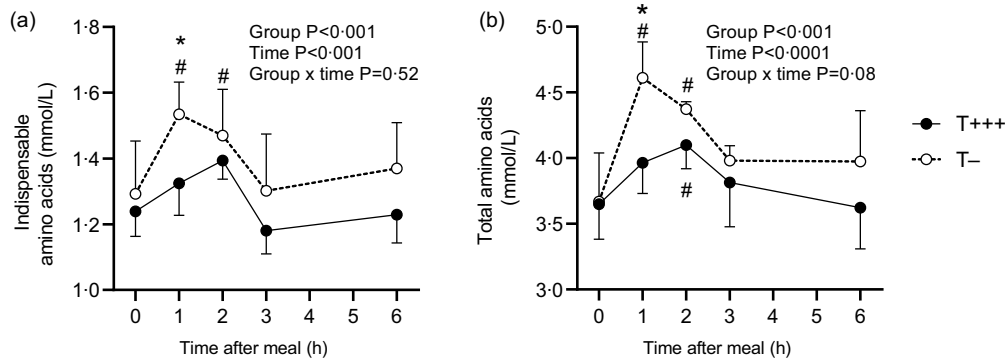 (a)
Indispensable
amino acids (mmol/L)
1·8
1·6
1·4
1·2
1·0
Group P<0·001
Time P<0·001
Group x time P=0·52
*
#
#
0 1 2 3 4 5 6
Time after meal (h)
(b)
Total amino acids
(mmol/L)
5·0
4·5
4·0
3·5
3·0
Group P<0·001
Time P<0·0001
Group x time P=0·08
*
#
#
#
0 1 2 3 4 5 6
Time after meal (h)
T+++
T–